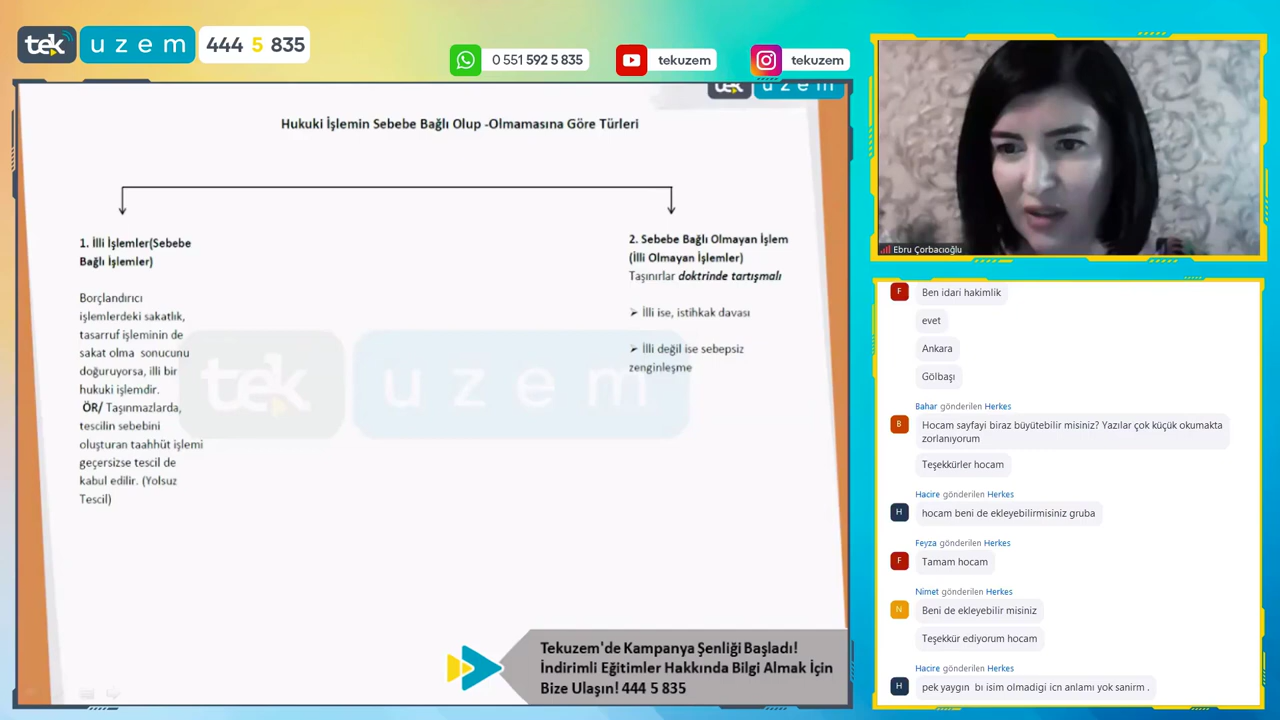 tek uzem 444 5 835
0 551 592 5 835
tekuzem
tekuzem
tek uzem
Hukuki İşlemin Sebebe Bağlı Olup -Olmamasına Göre Türleri
1. İlli İşlemler(Sebebe
Bağlı İşlemler)
Borçlandırıcı
işlemlerdeki sakatlık,
tasarruf işleminin de
sakat olma sonucunu
doğuruyorsa, illi bir
hukuki işlemdir.
ÖR/ Taşınmazlarda,
tescilin sebebini
oluşturan taahhüt işlemi
geçersizse tescil de
kabul edilir. (Yolsuz
Tescil)
2. Sebebe Bağlı Olmayan İşlem
(İlli Olmayan İşlemler)
Taşınırlar doktrinde tartışmalı
➢ İlli ise, istihkak davası
➢ İlli değil ise sebepsiz
zenginleşme
tek uzem
Tekuzem'de Kampanya Şenliği Başladı!
İndirimli Eğitimler Hakkında Bilgi Almak İçin
Bize Ulaşın! 444 5 835
Ebru Çorbacıoğlu
F Ben idari hakimlik
evet
Ankara
Gölbaşı
Bahar gönderilen Herkes
B Hocam sayfayi biraz büyütebilir misiniz? Yazılar çok küçük okumakta
zorlanıyorum
Teşekkürler hocam
Hacire gönderilen Herkes
H hocam beni de ekleyebilirmisiniz gruba
Feyza gönderilen Herkes
F Tamam hocam
Nimet gönderilen Herkes
N Beni de ekleyebilir misiniz
Teşekkür ediyorum hocam
Hacire gönderilen Herkes
H pek yaygın bı isim olmadigi icn anlamı yok sanirm .